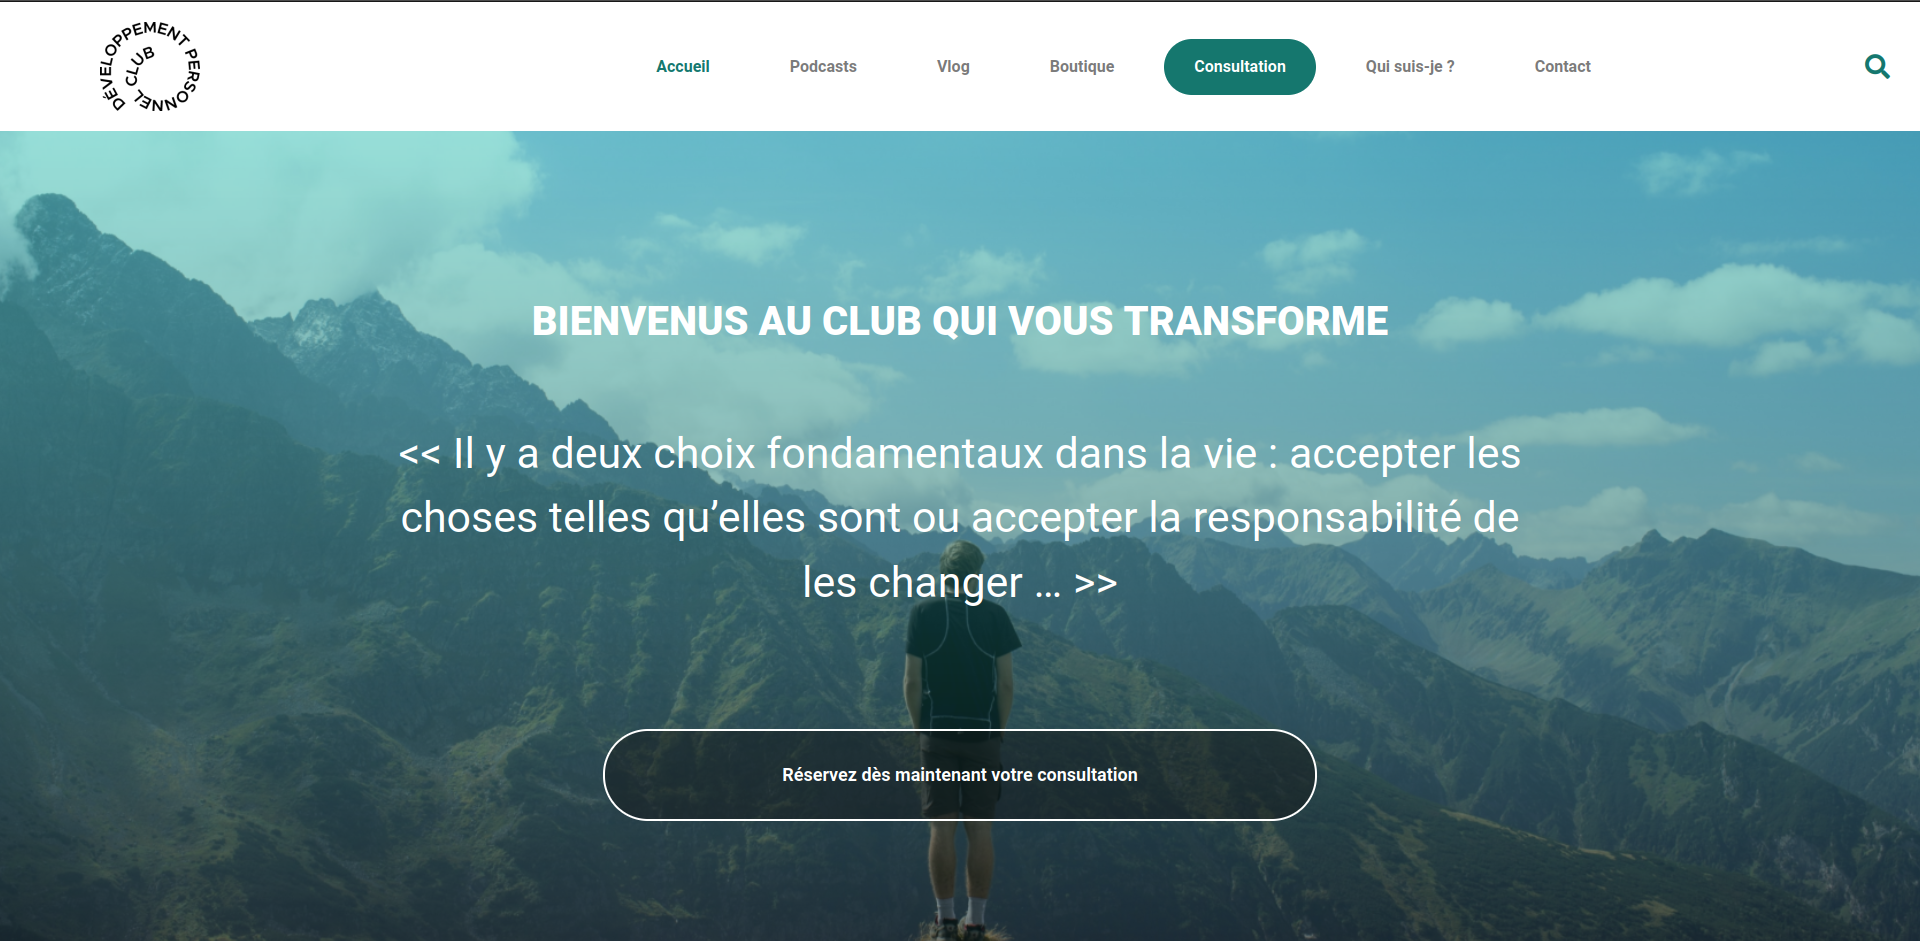 DÉVELOPPEMENT PERSONNEL
CLUB
Accueil
Podcasts
Vlog
Boutique
Consultation
Qui suis-je ?
Contact
BIENVENUS AU CLUB QUI VOUS TRANSFORME
<< Il y a deux choix fondamentaux dans la vie : accepter les
choses telles qu’elles sont ou accepter la responsabilité de
les changer ... >>
Réservez dès maintenant votre consultation